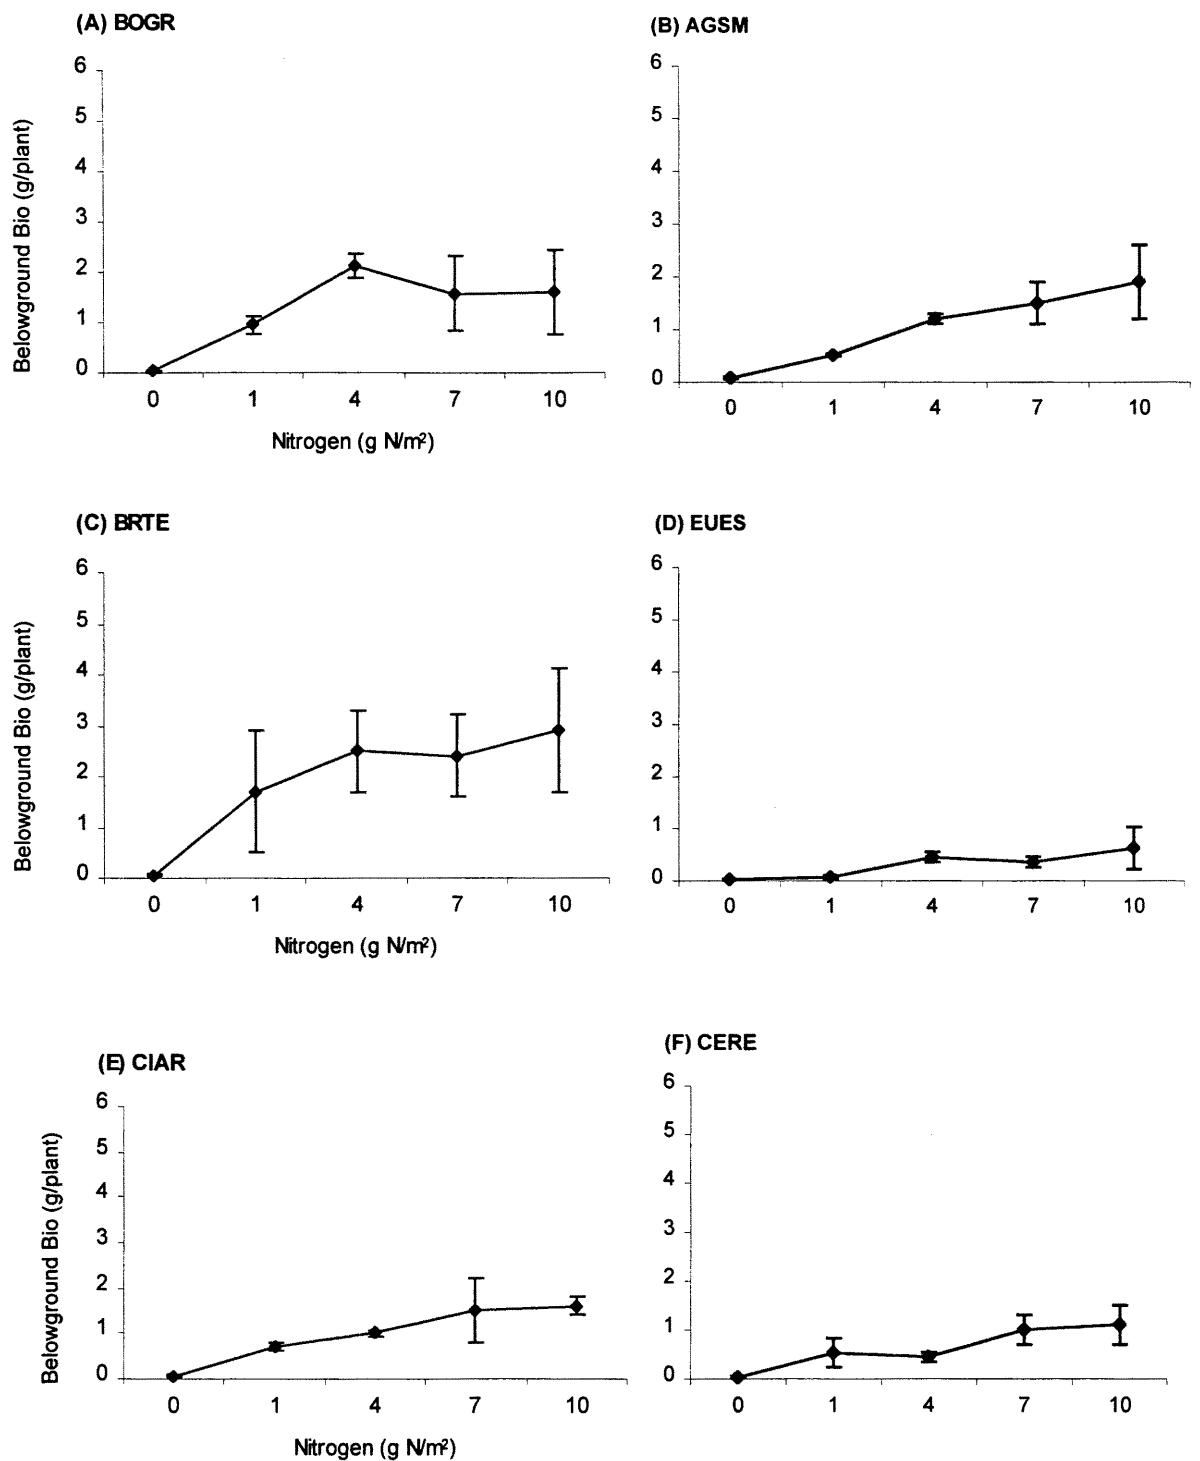 (A) BOGR
6
5
4
3
2
1
0
Belowground Bio (g/plant)
0 1 4 7 10
Nitrogen (g N/m²)
(B) AGSM
6
5
4
3
2
1
0
0 1 4 7 10
(C) BRTE
6
5
4
3
2
1
0
Belowground Bio (g/plant)
0 1 4 7 10
Nitrogen (g N/m²)
(D) EUES
6
5
4
3
2
1
0
0 1 4 7 10
(E) CIAR
6
5
4
3
2
1
0
Belowground Bio (g/plant)
0 1 4 7 10
Nitrogen (g N/m²)
(F) CERE
6
5
4
3
2
1
0
0 1 4 7 10